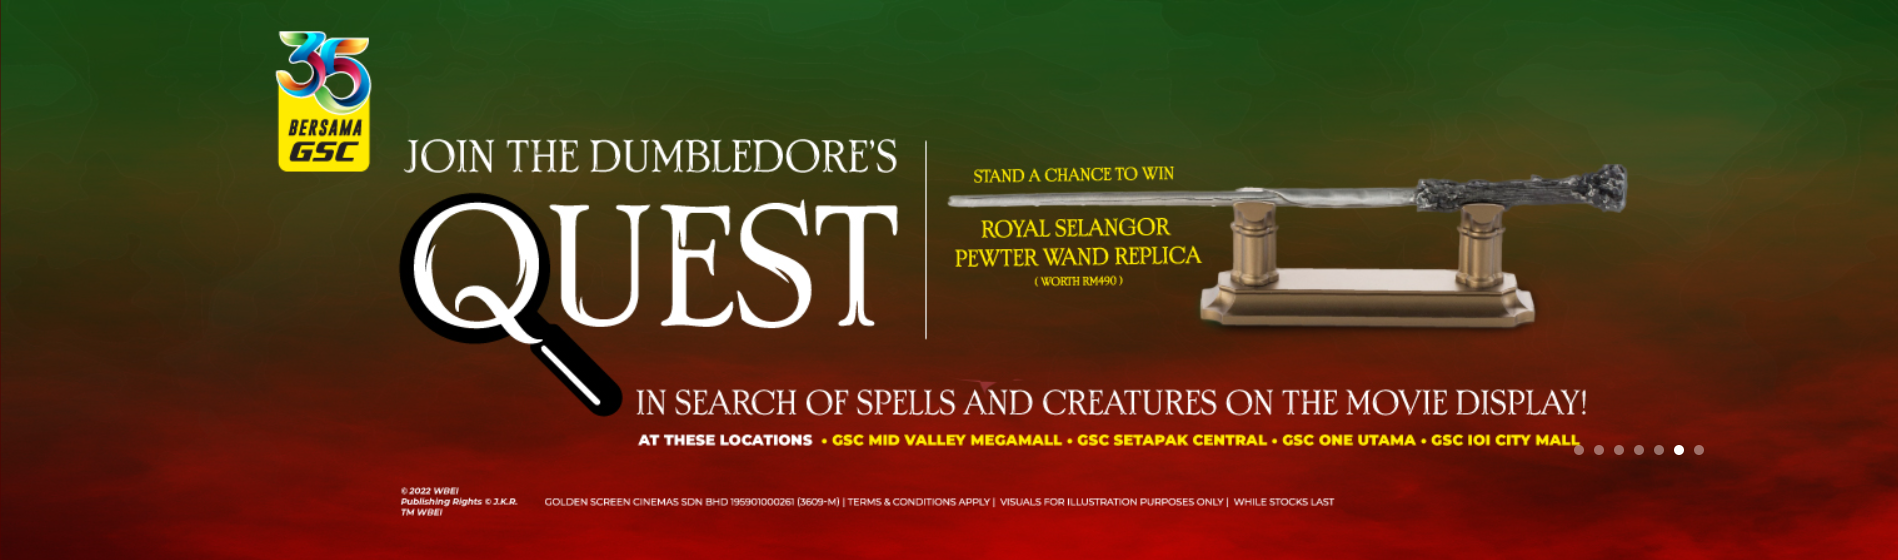 35
BERSAMA
GSC
JOIN THE DUMBLEDORE'S
QUEST
STAND A CHANCE TO WIN
ROYAL SELANGOR
PEWTER WAND REPLICA
( WORTH RM490 )
IN SEARCH OF SPELLS AND CREATURES ON THE MOVIE DISPLAY!
AT THESE LOCATIONS • GSC MID VALLEY MEGAMALL • GSC SETAPAK CENTRAL • GSC ONE UTAMA • GSC IOI CITY MALL
© 2022 WBEI
Publishing Rights © J.K.R.
TM WBEI
GOLDEN SCREEN CINEMAS SDN BHD 195901000261 (3609-M) | TERMS & CONDITIONS APPLY | VISUALS FOR ILLUSTRATION PURPOSES ONLY | WHILE STOCKS LAST